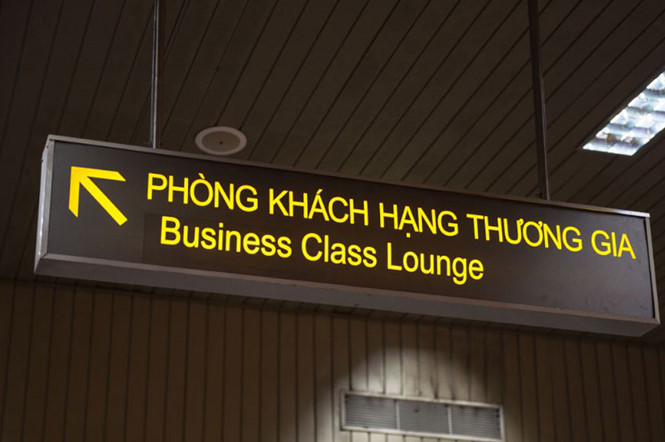 PHÒNG KHÁCH HẠNG THƯƠNG GIA
Business Class Lounge